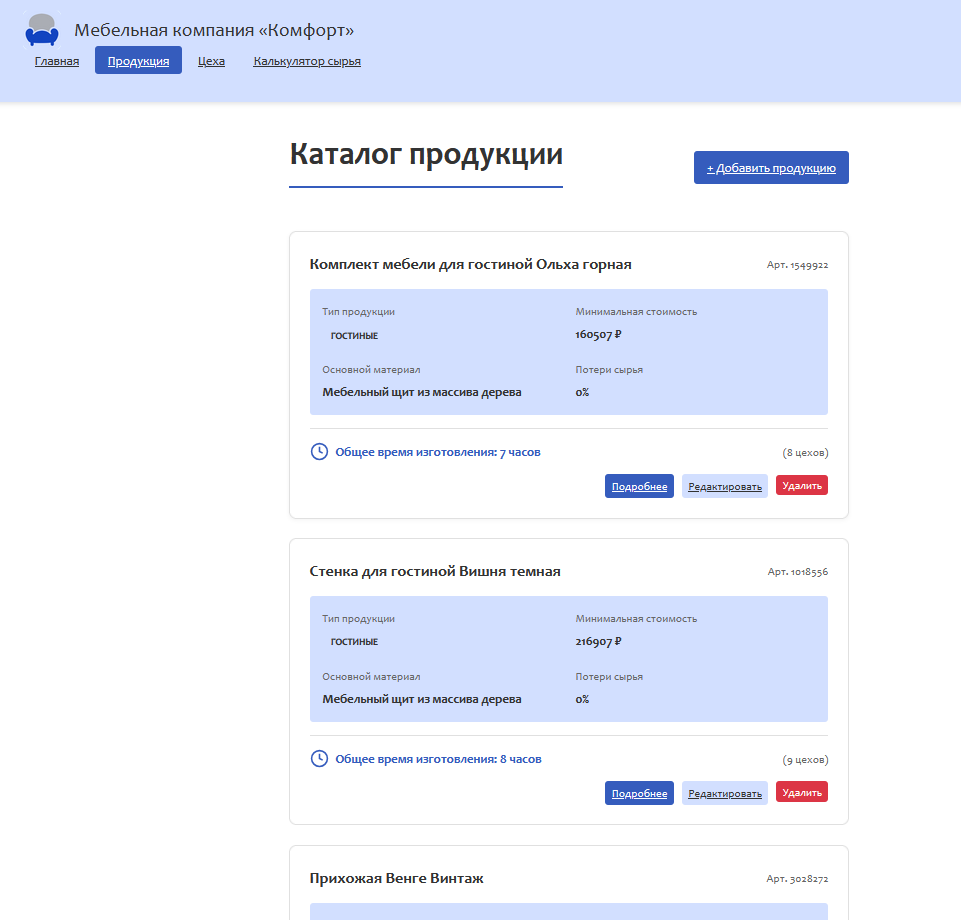 Мебельная компания «Комфорт»
Главная Продукция Цеха Калькулятор сырья
Каталог продукции
+ Добавить продукцию
Комплект мебели для гостиной Ольха горная Арт. 1549922
Тип продукции Минимальная стоимость
ГОСТИНЫЕ 160507 ₽
Основной материал Потери сырья
Мебельный щит из массива дерева 0%
Общее время изготовления: 7 часов (8 цехов)
Подробнее Редактировать Удалить
Стенка для гостиной Вишня темная Арт. 1018556
Тип продукции Минимальная стоимость
ГОСТИНЫЕ 216907 ₽
Основной материал Потери сырья
Мебельный щит из массива дерева 0%
Общее время изготовления: 8 часов (9 цехов)
Подробнее Редактировать Удалить
Прихожая Венге Винтаж Арт. 3028272